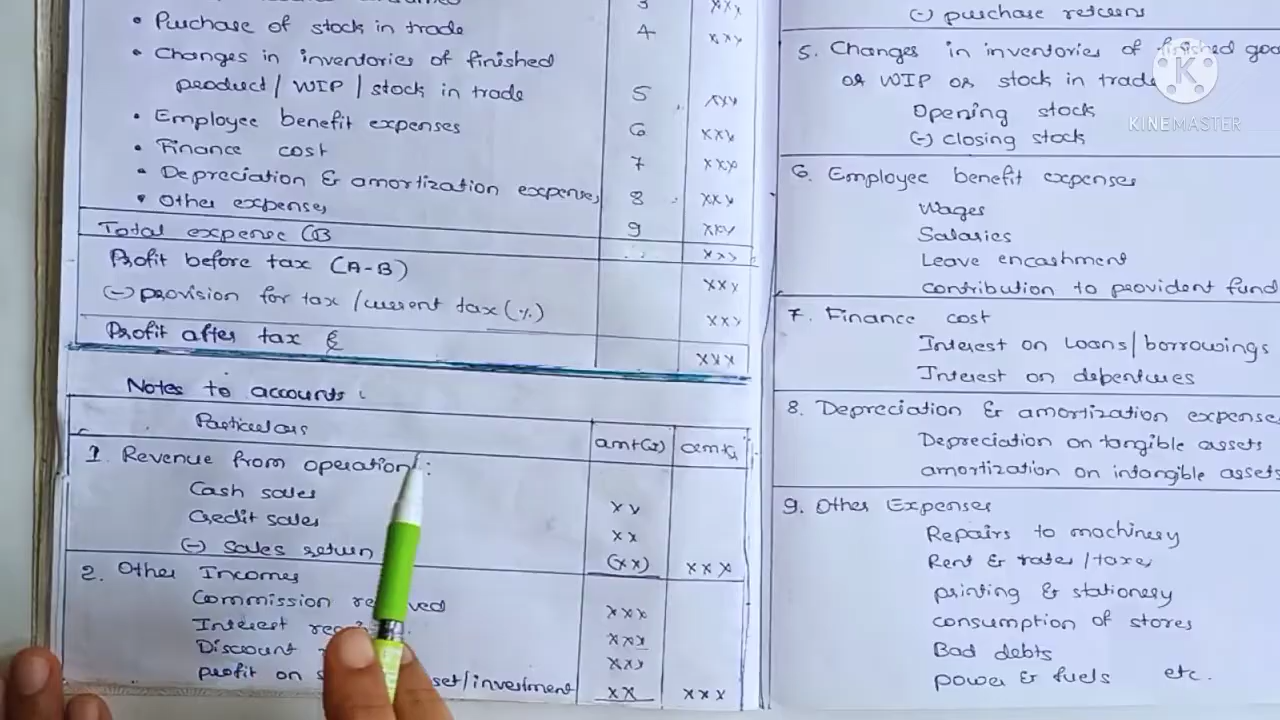 3 xxx
• Purchase of stock in trade 4 xxx
• Changes in inventories of finished
product / WIP / stock in trade 5 xxx
• Employee benefit expenses 6 xxx
• Finance cost 7 xxx
• Depreciation & amortization expenses 8 xxx
• Other expenses 9 xxx
Total expense (B xxx
Profit before tax (A-B) xxx
(-) provision for tax / current tax (%) xxx
Profit after tax xxx
Notes to accounts :
Particulars amt(₹) amt₹
1. Revenue from operation :
Cash sales xx
Credit sales xx
(-) Sales return (xx) xxx
2. Other Incomes
Commission xxx
Interest xxx
Discount xxx
profit on set/investment xx xxx
(-) purchase returns
5. Changes in inventories of finished goo
or WIP or stock in trade
Opening stock
(-) closing stock
6. Employee benefit expenses
Wages
Salaries
Leave encashment
contribution to provident fund
7. Finance cost
Interest on Loans/borrowings
Interest on debentures
8. Depreciation & amortization expense
Depreciation on tangible assets
amortization on intangible assets
9. Other Expenses
Repairs to machinery
Rent & rates/taxes
printing & stationery
consumption of stores
Bad debts
power & fuels etc.
K
KINEMASTER